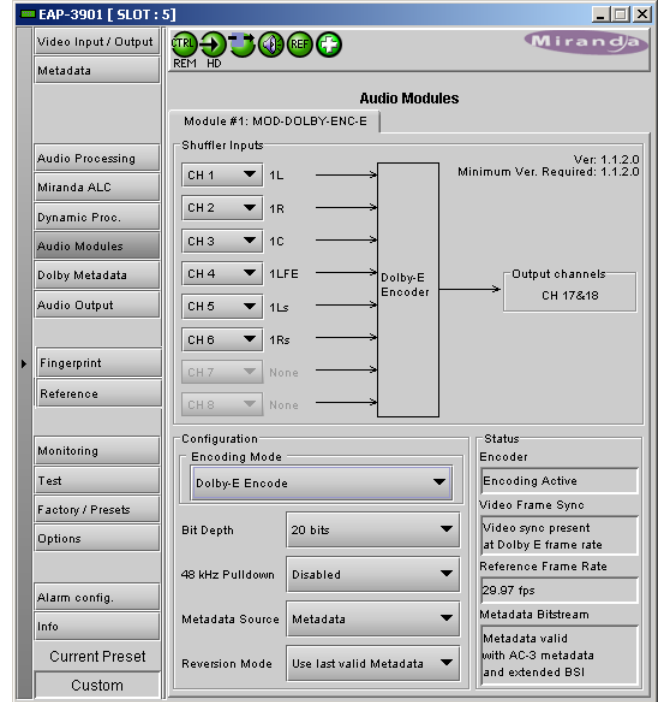 EAP-3901 [ SLOT : 5]
Video Input / Output
Metadata
Audio Processing
Miranda ALC
Dynamic Proc.
Audio Modules
Dolby Metadata
Audio Output
Fingerprint
Reference
Monitoring
Test
Factory / Presets
Options
Alarm config.
Info
Current Preset
Custom
CTRL
REF
REM HD
Miranda
Audio Modules
Module #1: MOD-DOLBY-ENC-E
Shuffler Inputs
Ver: 1.1.2.0
Minimum Ver. Required: 1.1.2.0
CH 1 1L
CH 2 1R
CH 3 1C
CH 4 1LFE
CH 5 1Ls
CH 6 1Rs
CH 7 None
CH 8 None
Dolby-E
Encoder
Output channels
CH 17&18
Configuration
Encoding Mode
Dolby-E Encode
Bit Depth 20 bits
48 kHz Pulldown Disabled
Metadata Source Metadata
Reversion Mode Use last valid Metadata
Status
Encoder
Encoding Active
Video Frame Sync
Video sync present
at Dolby E frame rate
Reference Frame Rate
29.97 fps
Metadata Bitstream
Metadata valid
with AC-3 metadata
and extended BSI